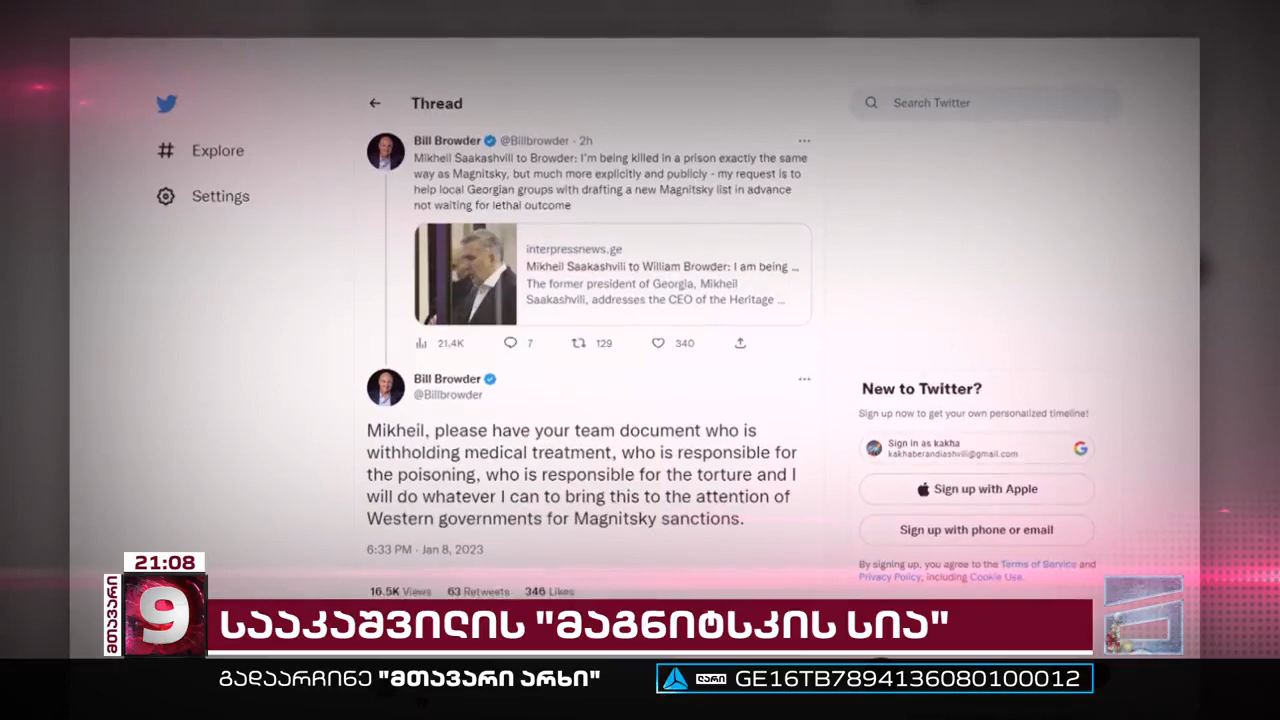 Thread
Search Twitter
Explore
Settings
Bill Browder @Billbrowder · 2h
Mikheil Saakashvili to Browder: I'm being killed in a prison exactly the same
way as Magnitsky, but much more explicitly and publicly - my request is to
help local Georgian groups with drafting a new Magnitsky list in advance
not waiting for lethal outcome
interpressnews.ge
Mikheil Saakashvili to William Browder: I am being ...
The former president of Georgia, Mikheil
Saakashvili, addresses the CEO of the Heritage ...
21.4K 7 129 340
Bill Browder
@Billbrowder
Mikheil, please have your team document who is
withholding medical treatment, who is responsible for
the poisoning, who is responsible for the torture and I
will do whatever I can to bring this to the attention of
Western governments for Magnitsky sanctions.
6:33 PM · Jan 8, 2023
16.5K Views 63 Retweets 346 Likes
New to Twitter?
Sign up now to get your own personalized timeline!
Sign in as kakha
kakhaberandiashvili@gmail.com
Sign up with Apple
Sign up with phone or email
By signing up, you agree to the Terms of Service and
Privacy Policy, including Cookie Use.
21:08
მთავარი
9
სააკაშვილის "მაგნიტსკის სია"
გადაარჩინე "მთავარი არხი"
ლარი GE16TB7894136080100012